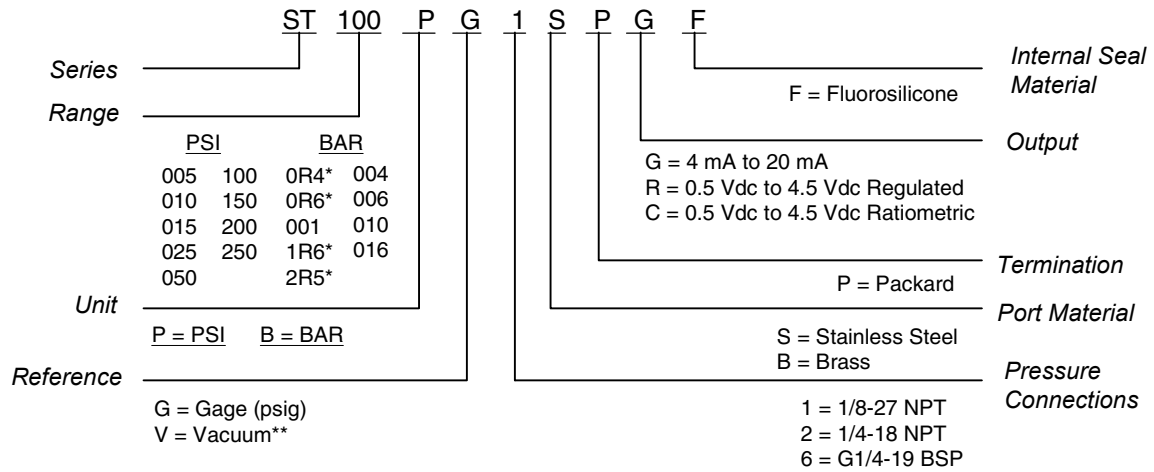 ST 100 P G 1 S P G F
Series
Range
PSI BAR
005 100 0R4* 004
010 150 0R6* 006
015 200 001 010
025 250 1R6* 016
050 2R5*
Unit
P = PSI B = BAR
Reference
G = Gage (psig)
V = Vacuum**
Internal Seal
Material
F = Fluorosilicone
Output
G = 4 mA to 20 mA
R = 0.5 Vdc to 4.5 Vdc Regulated
C = 0.5 Vdc to 4.5 Vdc Ratiometric
Termination
P = Packard
Port Material
S = Stainless Steel
B = Brass
Pressure
Connections
1 = 1/8-27 NPT
2 = 1/4-18 NPT
6 = G1/4-19 BSP